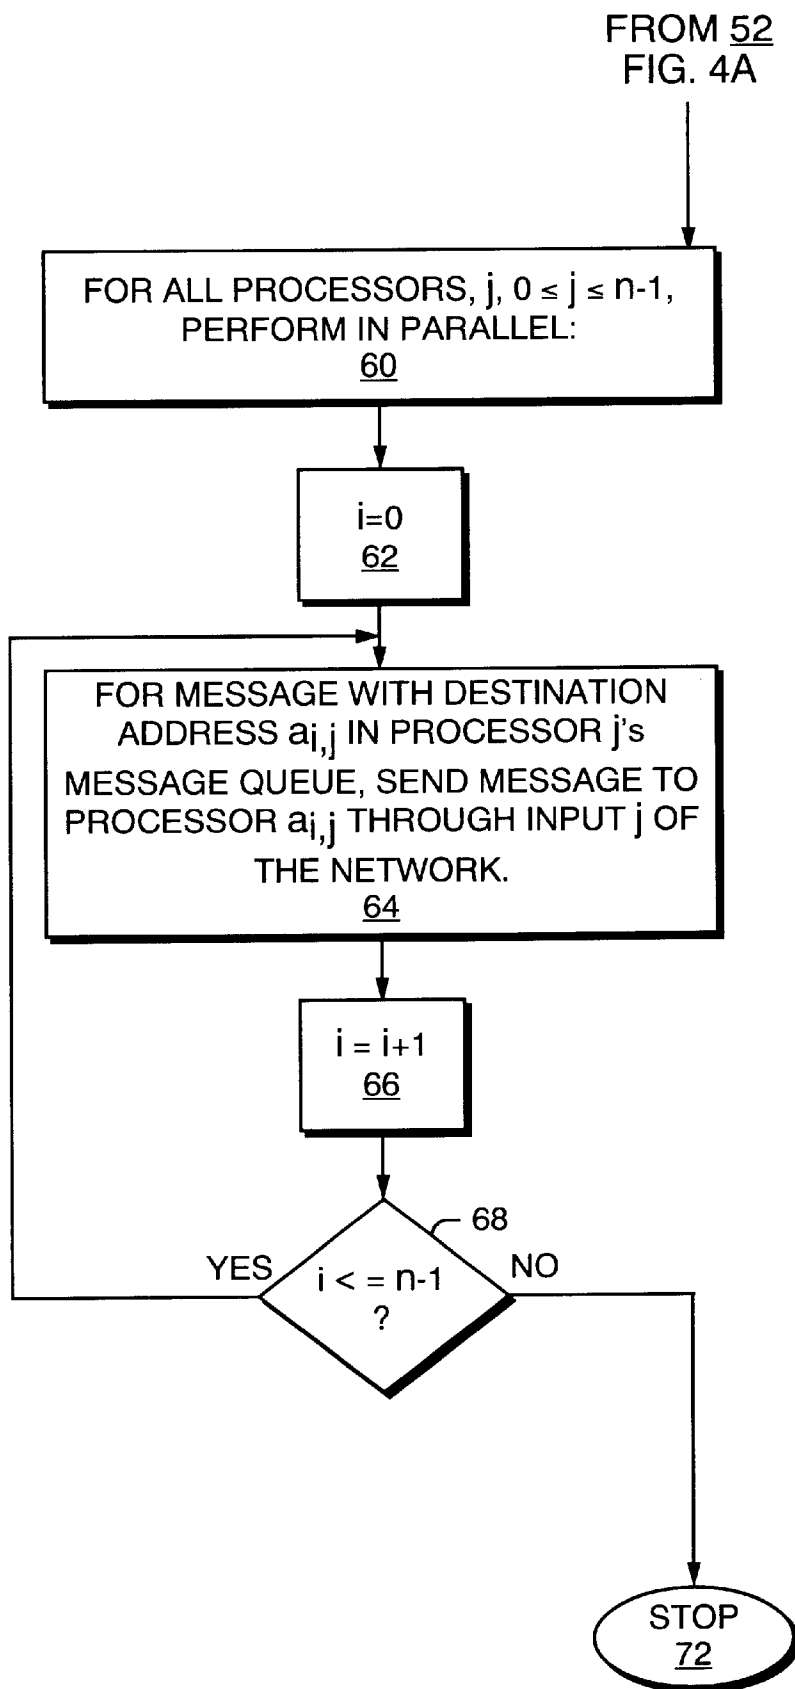 FROM 52
FIG. 4A
FOR ALL PROCESSORS, j, 0 ≤ j ≤ n-1,
PERFORM IN PARALLEL:
60
i=0
62
FOR MESSAGE WITH DESTINATION
ADDRESS ai,j IN PROCESSOR j's
MESSAGE QUEUE, SEND MESSAGE TO
PROCESSOR ai,j THROUGH INPUT j OF
THE NETWORK.
64
i = i+1
66
68
YES
NO
i < = n-1
?
STOP
72